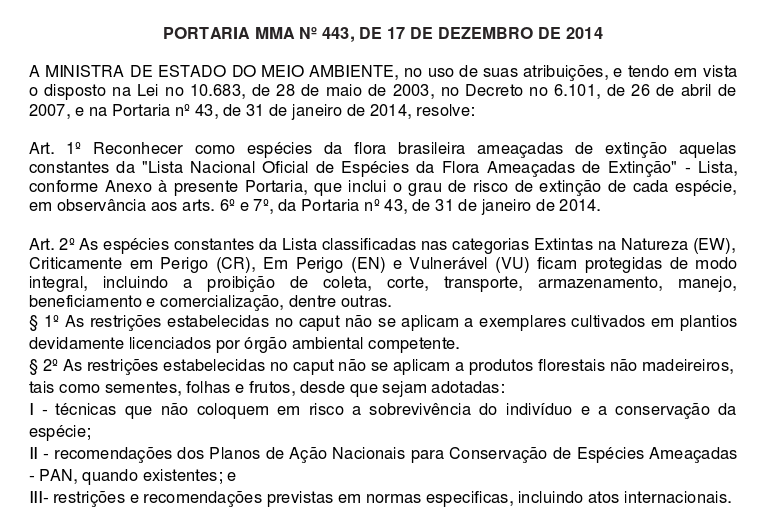 PORTARIA MMA Nº 443, DE 17 DE DEZEMBRO DE 2014
A MINISTRA DE ESTADO DO MEIO AMBIENTE, no uso de suas atribuições, e tendo em vista
o disposto na Lei no 10.683, de 28 de maio de 2003, no Decreto no 6.101, de 26 de abril de
2007, e na Portaria nº 43, de 31 de janeiro de 2014, resolve:
Art. 1º Reconhecer como espécies da flora brasileira ameaçadas de extinção aquelas
constantes da "Lista Nacional Oficial de Espécies da Flora Ameaçadas de Extinção" - Lista,
conforme Anexo à presente Portaria, que inclui o grau de risco de extinção de cada espécie,
em observância aos arts. 6º e 7º, da Portaria nº 43, de 31 de janeiro de 2014.
Art. 2º As espécies constantes da Lista classificadas nas categorias Extintas na Natureza (EW),
Criticamente em Perigo (CR), Em Perigo (EN) e Vulnerável (VU) ficam protegidas de modo
integral, incluindo a proibição de coleta, corte, transporte, armazenamento, manejo,
beneficiamento e comercialização, dentre outras.
§ 1º As restrições estabelecidas no caput não se aplicam a exemplares cultivados em plantios
devidamente licenciados por órgão ambiental competente.
§ 2º As restrições estabelecidas no caput não se aplicam a produtos florestais não madeireiros,
tais como sementes, folhas e frutos, desde que sejam adotadas:
I - técnicas que não coloquem em risco a sobrevivência do indivíduo e a conservação da
espécie;
II - recomendações dos Planos de Ação Nacionais para Conservação de Espécies Ameaçadas
- PAN, quando existentes; e
III- restrições e recomendações previstas em normas especificas, incluindo atos internacionais.